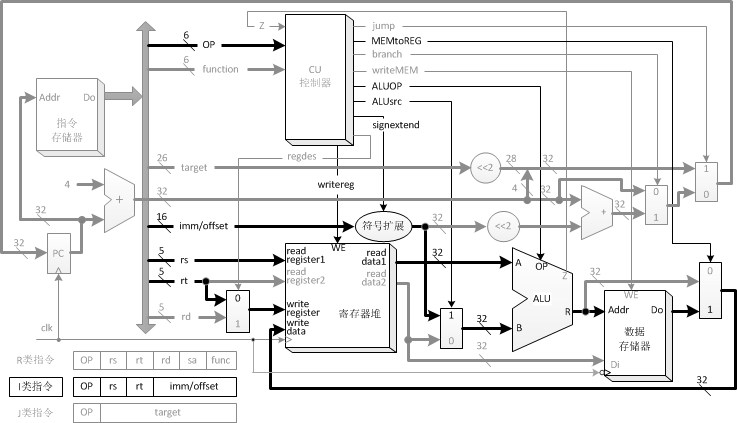 Z
jump
6
OP
MEMtoREG
branch
6
function
CU
控制器
writeMEM
Addr
Do
ALUOP
指令
存储器
ALUsrc
signextend
regdes
26
target
<<2
28
32
1
0
4
+
32
writereg
4
32
0
1
32
16
imm/offset
符号扩展
32
<<2
+
32
32
PC
WE
5
rs
read
register1
read
data1
32
A
OP
5
rt
read
register2
read
data2
Z
32
0
1
0
1
write
register
write
data
寄存器堆
ALU
R
WE
Addr
Do
5
rd
1
0
32
B
数据
存储器
clk
32
Di
R类指令
OP
rs
rt
rd
sa
func
I类指令
OP
rs
rt
imm/offset
32
J类指令
OP
target